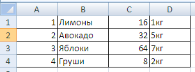 A B C D
1 1 Лимоны 16 1кг
2 2 Авокадо 32 5кг
3 3 Яблоки 64 7кг
4 4 Груши 8 2кг